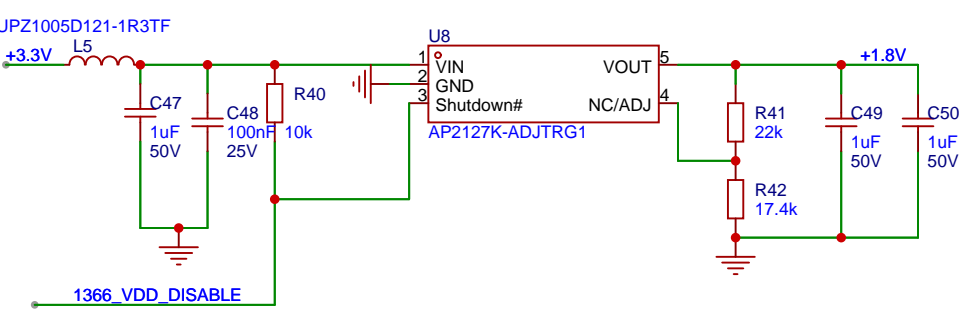 UPZ1005D121-1R3TF
L5
+3.3V
C47
1uF
50V
C48
100nF
25V
R40
10k
U8
1
VIN
2
GND
3
Shutdown#
VOUT
5
NC/ADJ
4
AP2127K-ADJTRG1
R41
22k
R42
17.4k
+1.8V
C49
1uF
50V
C50
1uF
50V
1366_VDD_DISABLE